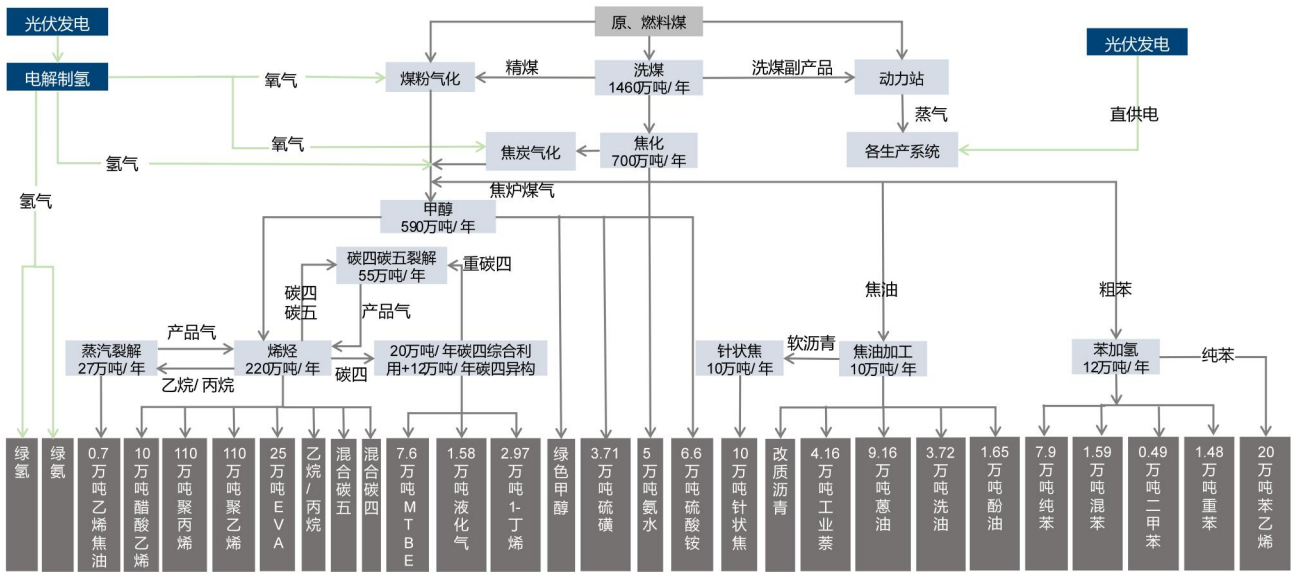 光伏发电
原、燃料煤
光伏发电
电解制氢
氧气
煤粉气化
精煤
洗煤
1460万吨/年
洗煤副产品
动力站
蒸气
直供电
氧气
焦炭气化
焦化
700万吨/年
各生产系统
氢气
氢气
焦炉煤气
甲醇
590万吨/年
碳四碳五裂解
55万吨/年
重碳四
碳四
碳五
产品气
焦油
粗苯
产品气
蒸汽裂解
27万吨/年
烯烃
220万吨/年
20万吨/年碳四综合利
用+12万吨/年碳四异构
乙烷/丙烷
碳四
针状焦
10万吨/年
软沥青
焦油加工
10万吨/年
苯加氢
12万吨/年
纯苯
绿氢
绿氨
0.7万吨乙烯焦油
10万吨醋酸乙烯
110万吨聚丙烯
110万吨聚乙烯
25万吨EVA
乙烷/丙烷
混合碳五
混合碳四
7.6万吨MTBE
1.58万吨液化气
2.97万吨1-丁烯
绿色甲醇
3.71万吨硫磺
5万吨氨水
6.6万吨硫酸铵
10万吨针状焦
改质沥青
4.16万吨工业萘
9.16万吨蒽油
3.72万吨洗油
1.65万吨酚油
7.9万吨纯苯
1.59万吨混苯
0.49万吨二甲苯
1.48万吨重苯
20万吨苯乙烯